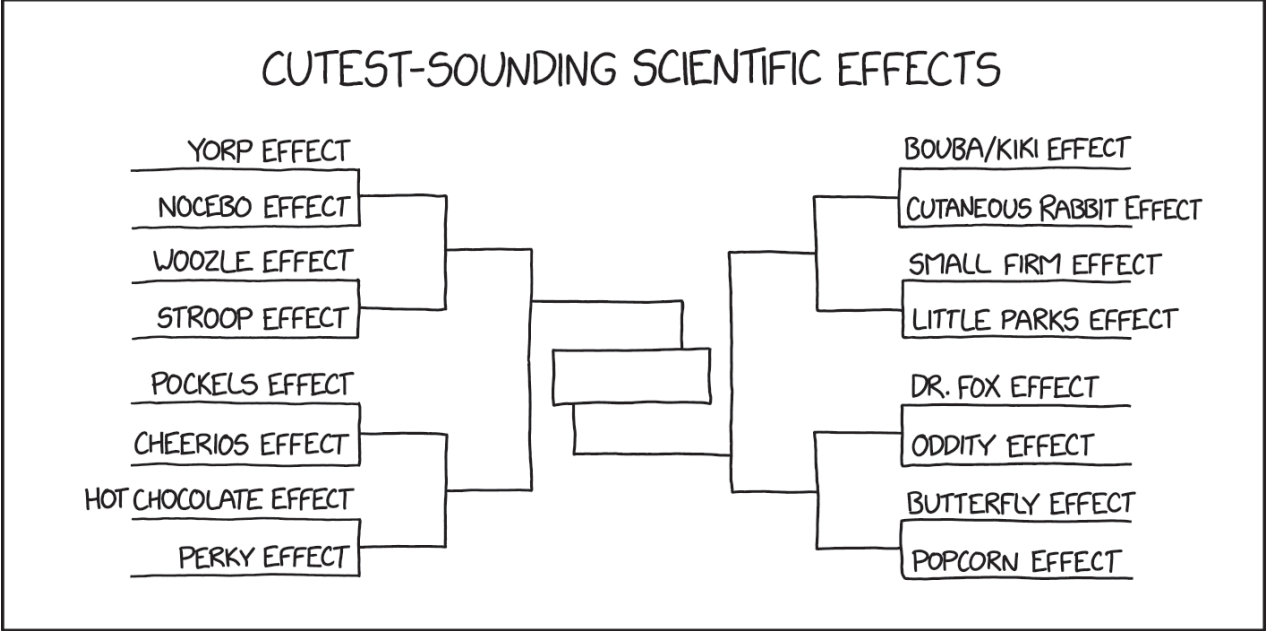 CUTEST-SOUNDING SCIENTIFIC EFFECTS
YORP EFFECT
NOCEBO EFFECT
WOOZLE EFFECT
STROOP EFFECT
POCKELS EFFECT
CHEERIOS EFFECT
HOT CHOCOLATE EFFECT
PERKY EFFECT
BOUBA/KIKI EFFECT
CUTANEOUS RABBIT EFFECT
SMALL FIRM EFFECT
LITTLE PARKS EFFECT
DR. FOX EFFECT
ODDITY EFFECT
BUTTERFLY EFFECT
POPCORN EFFECT